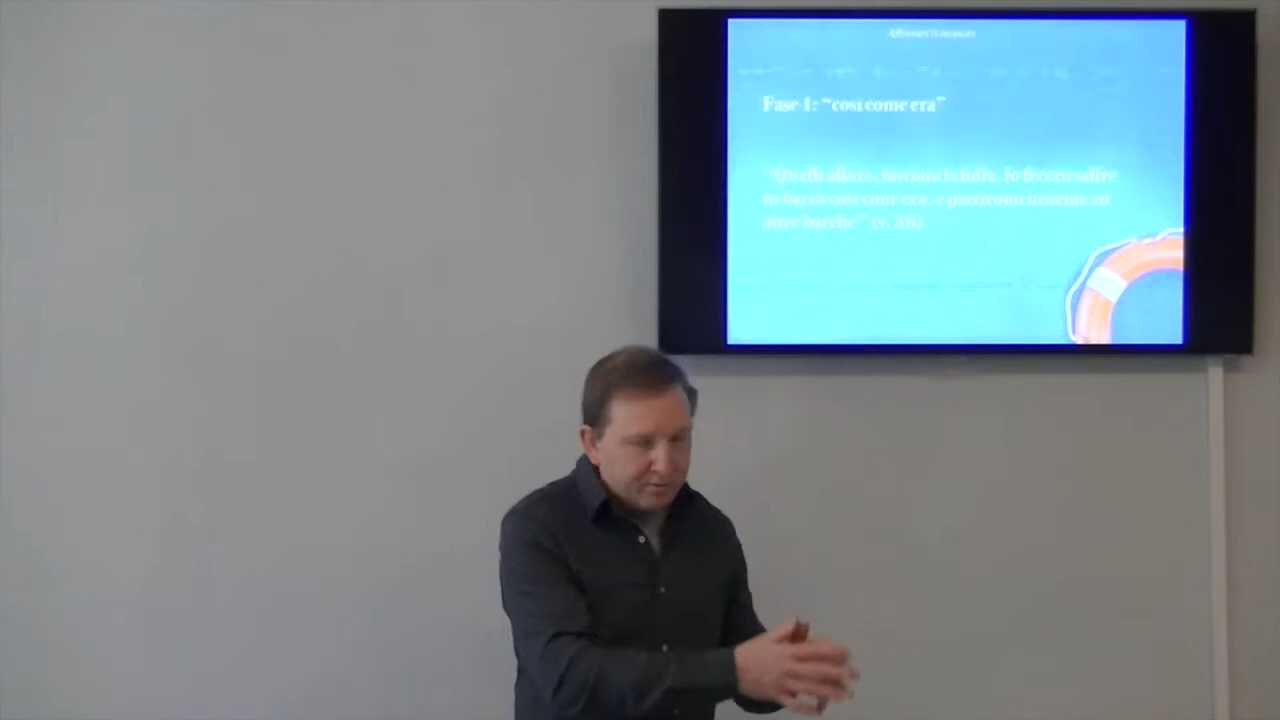 Fase 1: “così come era”
“Quelli allora, lasciata la folla, lo fecero salire
in barca così com'era, e partirono insieme ad
altre barche” (v. 36)